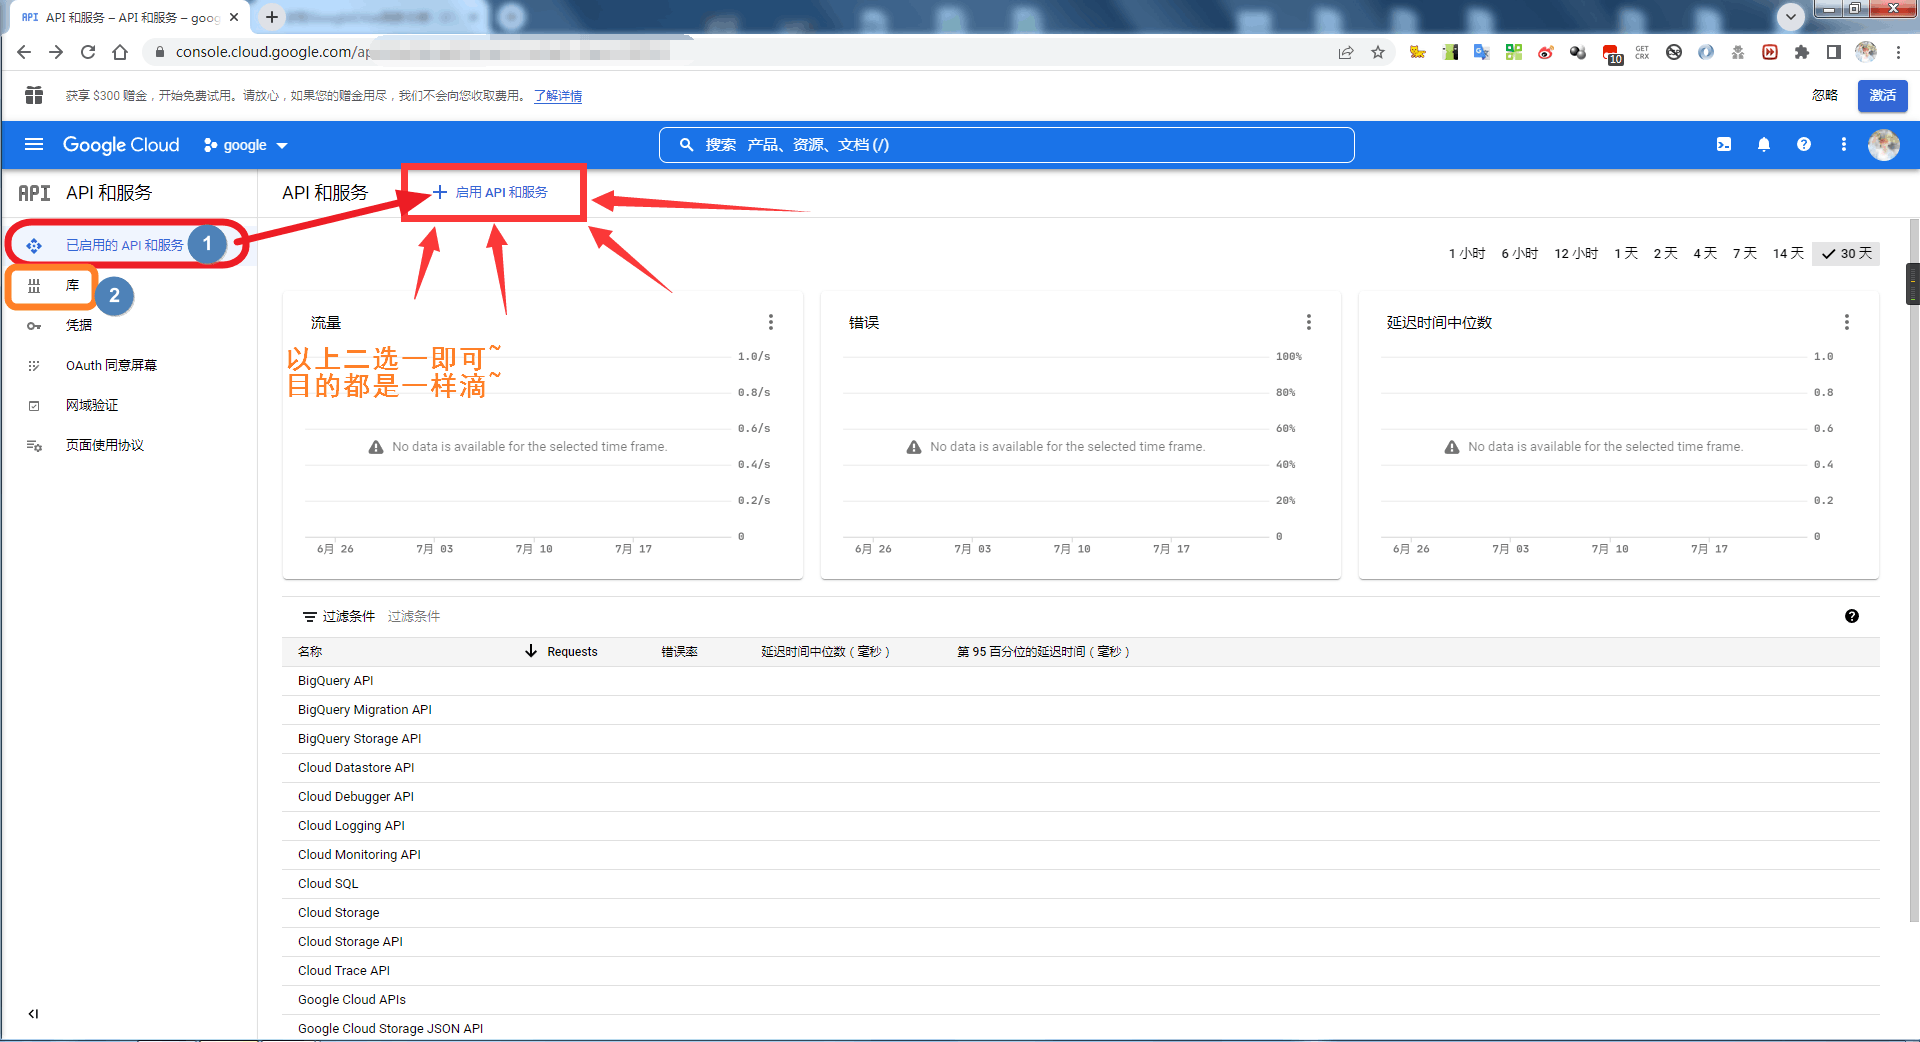 API API 和服务 – API 和服务 – goog
console.cloud.google.com/ap
10
GET CRX
获享 $300 赠金，开始免费试用。请放心，如果您的赠金用尽，我们不会向您收取费用。 了解详情
忽略
激活
Google Cloud
google
搜索 产品、资源、文档 (/)
API API 和服务
API 和服务
启用 API 和服务
已启用的 API 和服务
1
库
2
凭据
OAuth 同意屏幕
网域验证
页面使用协议
1 小时 6 小时 12 小时 1 天 2 天 4 天 7 天 14 天 30 天
流量
以上二选一即可~
目的都是一样滴~
1.0/s
0.8/s
0.6/s
No data is available for the selected time frame.
0.4/s
0.2/s
0
6月 26 7月 03 7月 10 7月 17
错误
100%
80%
60%
No data is available for the selected time frame.
40%
20%
0
6月 26 7月 03 7月 10 7月 17
延迟时间中位数
1.0
0.8
0.6
No data is available for the selected time frame.
0.4
0.2
0
6月 26 7月 03 7月 10 7月 17
过滤条件 过滤条件
名称 Requests 错误率 延迟时间中位数（毫秒） 第 95 百分位的延迟时间（毫秒）
BigQuery API
BigQuery Migration API
BigQuery Storage API
Cloud Datastore API
Cloud Debugger API
Cloud Logging API
Cloud Monitoring API
Cloud SQL
Cloud Storage
Cloud Storage API
Cloud Trace API
Google Cloud APIs
Google Cloud Storage JSON API